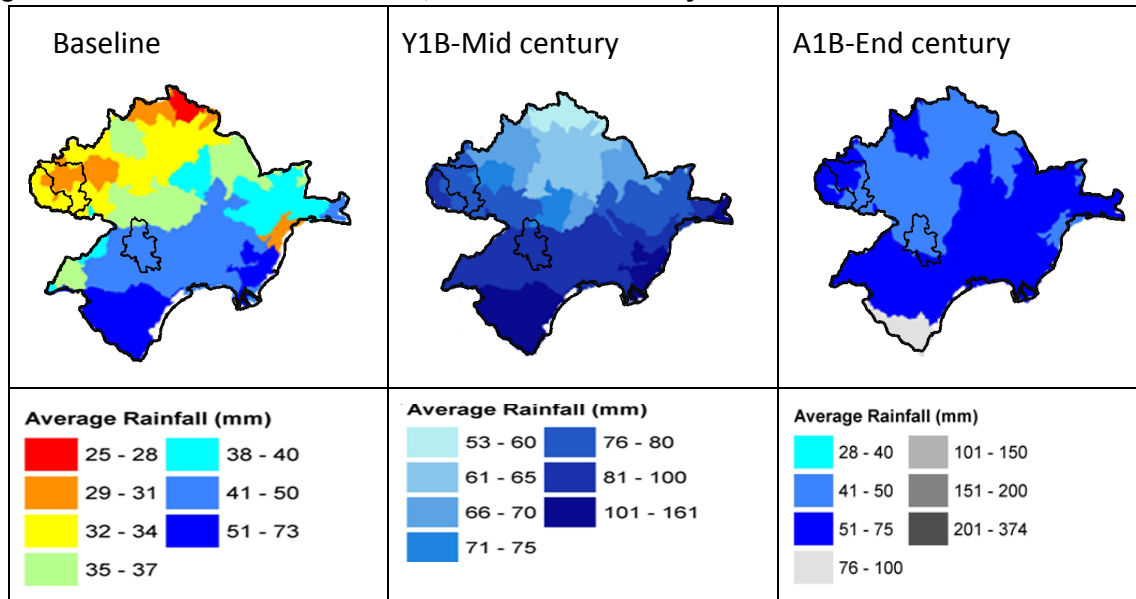 Baseline
Y1B-Mid century
A1B-End century
Average Rainfall (mm)
25 - 28
38 - 40
29 - 31
41 - 50
32 - 34
51 - 73
35 - 37
Average Rainfall (mm)
53 - 60
76 - 80
61 - 65
81 - 100
66 - 70
101 - 161
71 - 75
Average Rainfall (mm)
28 - 40
101 - 150
41 - 50
151 - 200
51 - 75
201 - 374
76 - 100